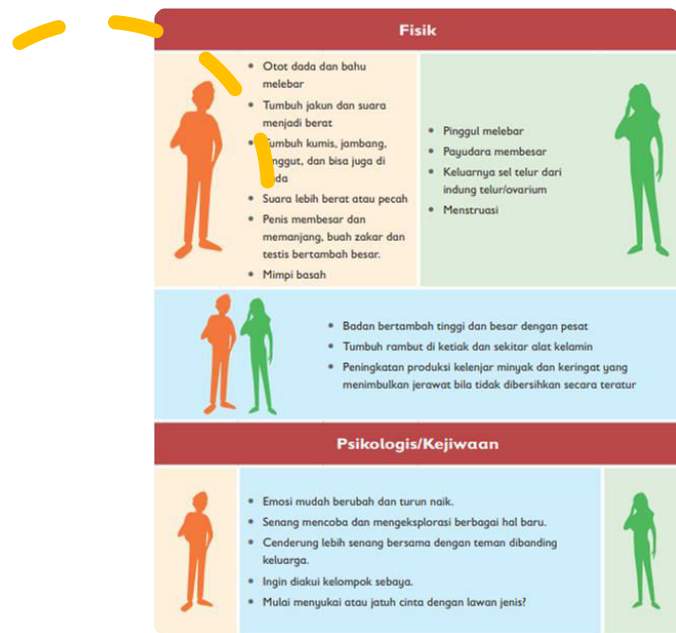 Fisik
• Otot dada dan bahu
melebar
• Tumbuh jakun dan suara
menjadi berat
• kumis, jambang,
dan bisa juga di
• Suara lebih berat atau pecah
• Penis membesar dan
memanjang, buah zakar dan
testis bertambah besar.
• Mimpi basah
• Pinggul melebar
• Payudara membesar
• Keluarnya sel telur dari
indung telur/ovarium
• Menstruasi
• Badan bertambah tinggi dan besar dengan pesat
• Tumbuh rambut di ketiak dan sekitar alat kelamin
• Peningkatan produksi kelenjar minyak dan keringat yang
menimbulkan jerawat bila tidak dibersihkan secara teratur
Psikologis/Kejiwaan
• Emosi mudah berubah dan turun naik.
• Senang mencoba dan mengeksplorasi berbagai hal baru.
• Cenderung lebih senang bersama dengan teman dibanding
keluarga.
• Ingin diakui kelompok sebaya.
• Mulai menyukai atau jatuh cinta dengan lawan jenis?